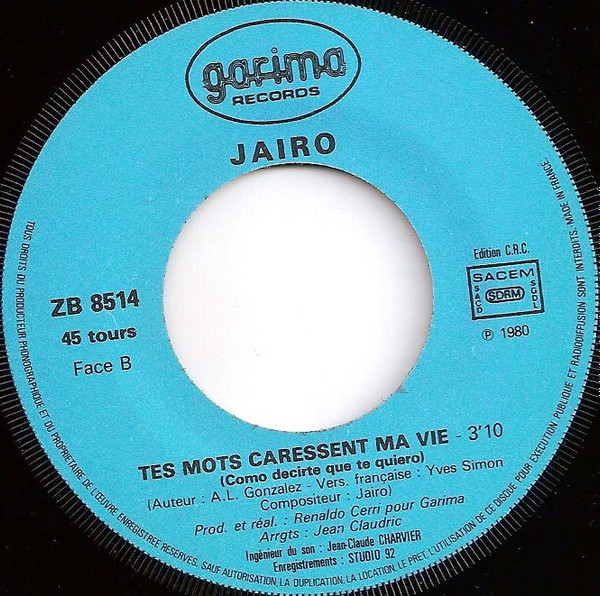 garima
RECORDS
JAIRO
ZB 8514
45 tours
Face B
Edition C.R.C.
SACEM
SACD
SDRM
SGDL
℗ 1980
TES MOTS CARESSENT MA VIE - 3'10
(Como decirte que te quiero)
(Auteur : A.L. Gonzalez - Vers. française : Yves Simon
Compositeur : Jairo)
Prod. et réal. : Renaldo Cerri pour Garima
Arrgts : Jean Claudric
Ingénieur du son : Jean-Claude CHARVIER
Enregistrements : STUDIO 92
TOUS DROITS DU PRODUCTEUR PHONOGRAPHIQUE ET DU PROPRIETAIRE DE L'ŒUVRE ENREGISTREE RESERVES. SAUF AUTORISATION, LA DUPLICATION, LA LOCATION, LE PRET, L'UTILISATION DE CE DISQUE POUR EXECUTION PUBLIQUE ET RADIODIFFUSION SONT INTERDITS. MADE IN FRANCE.